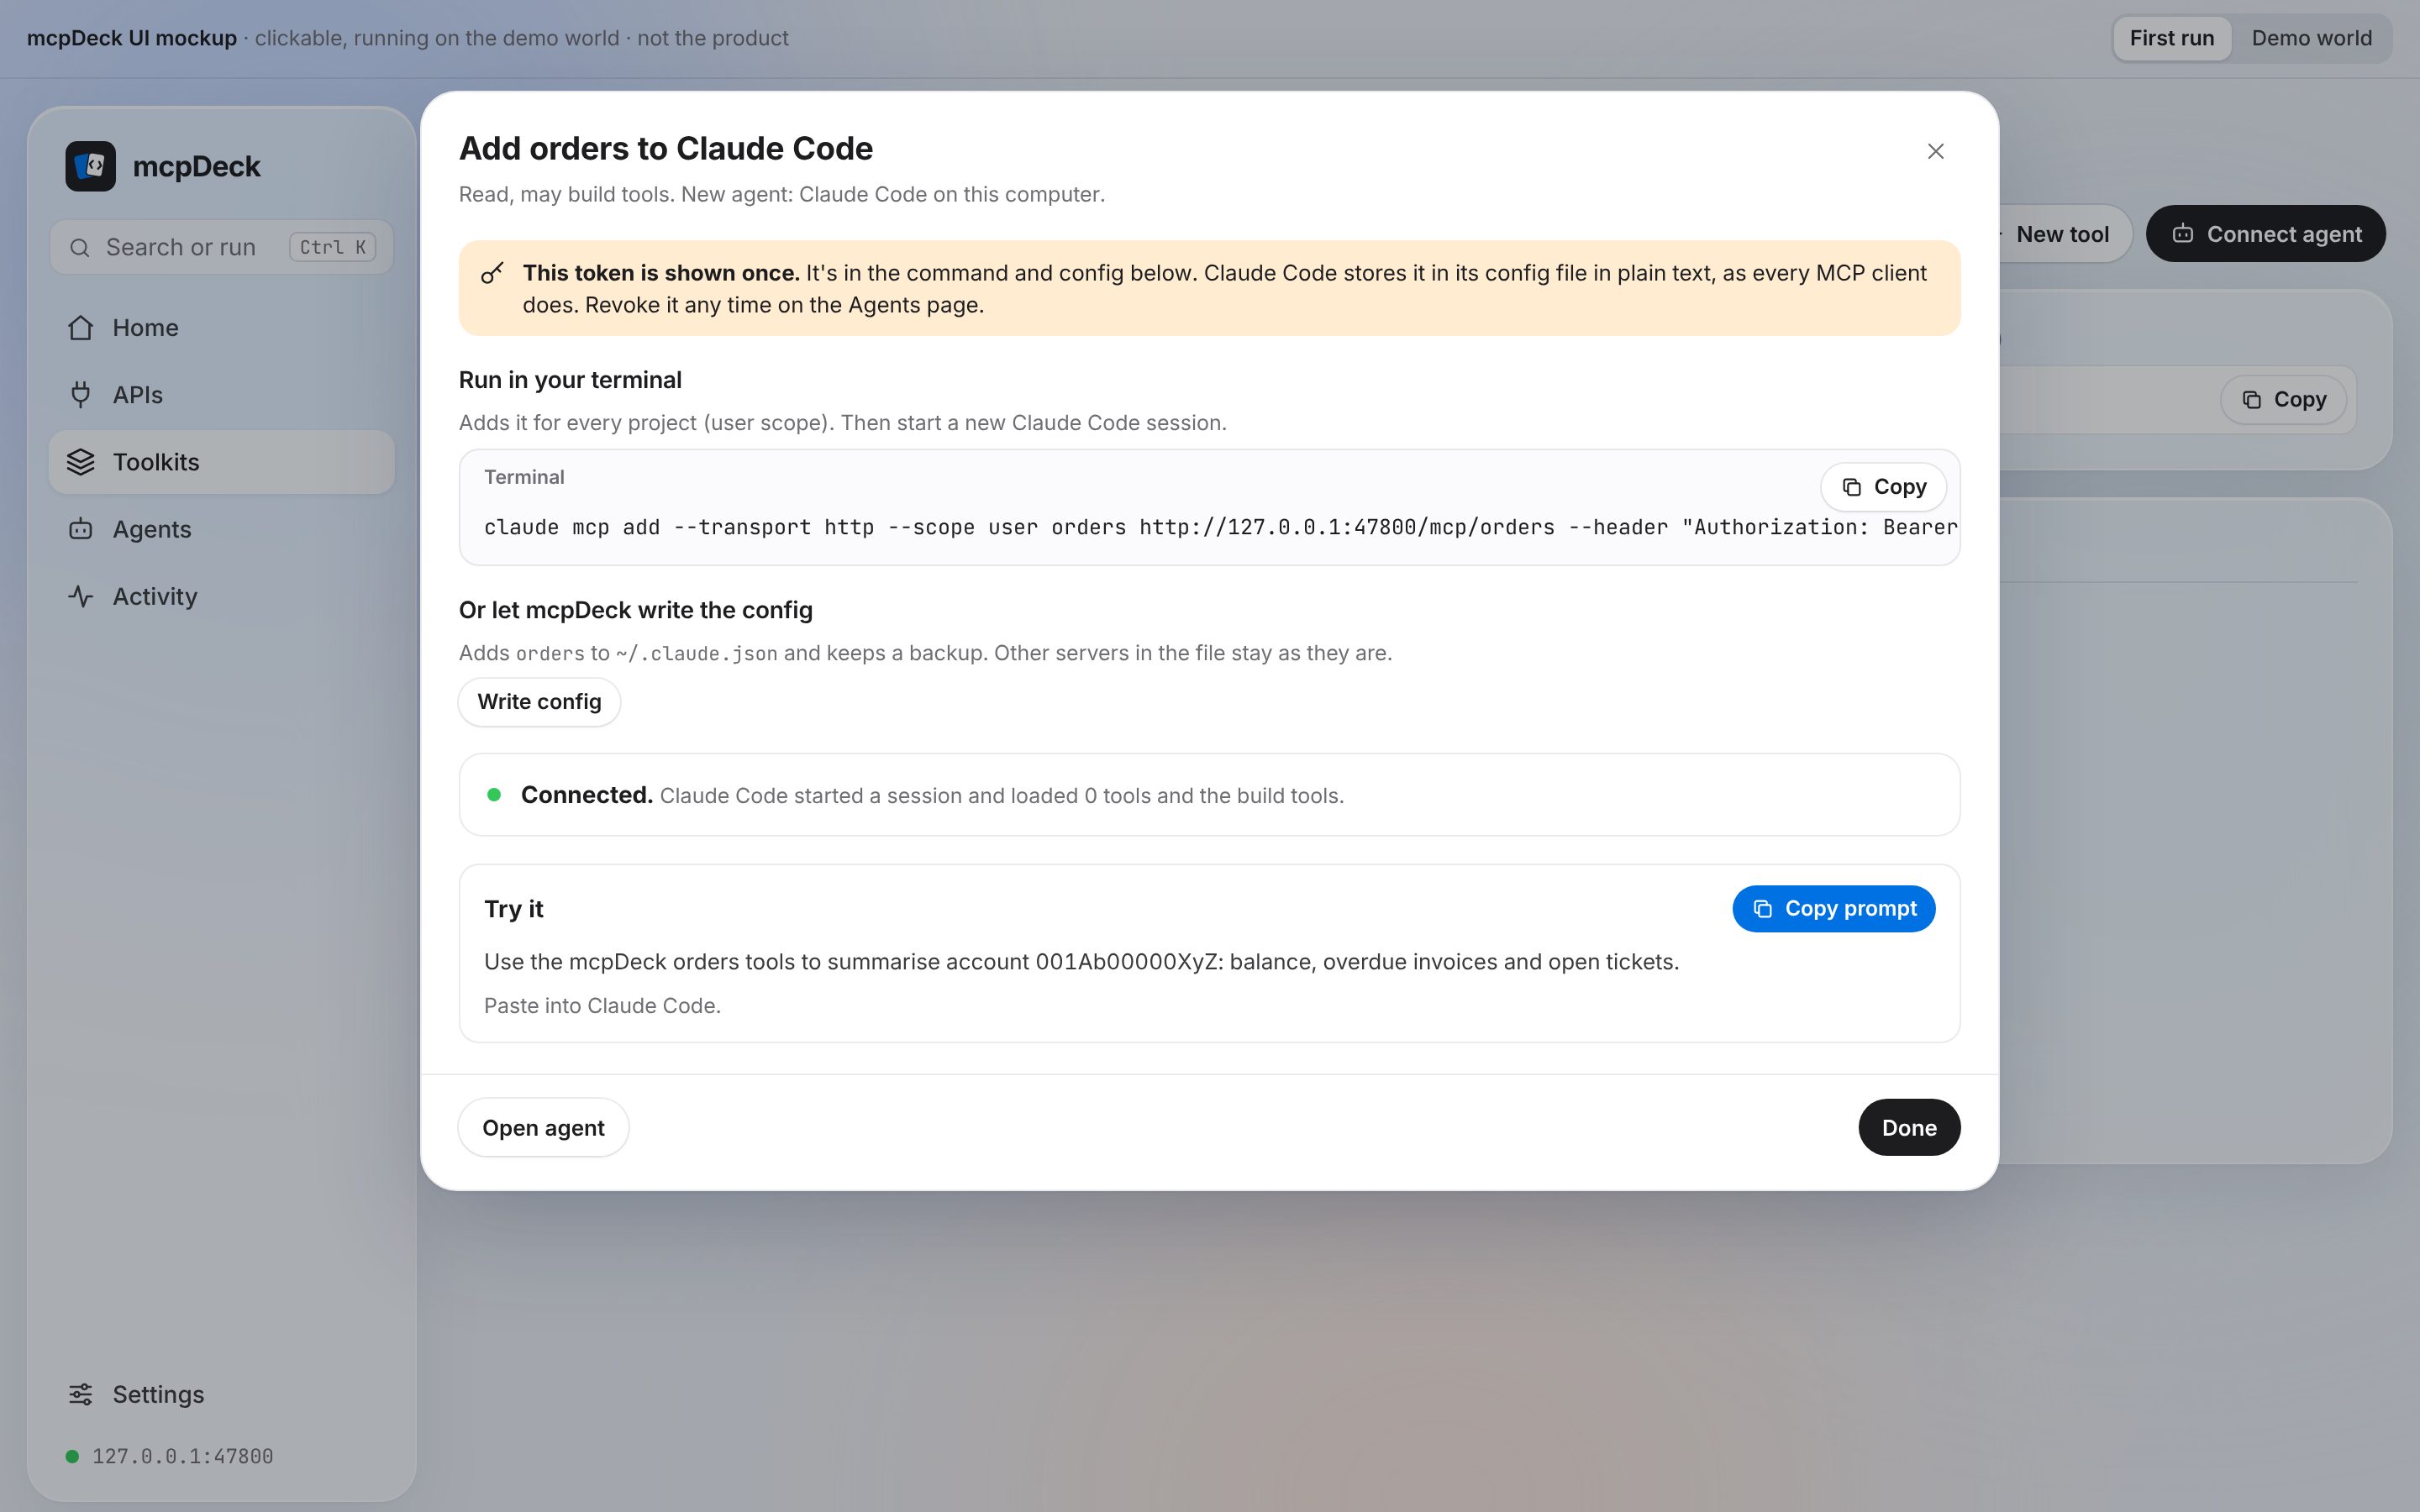 mcpDeck UI mockup · clickable, running on the demo world · not the product
First run
Demo world
mcpDeck
Search or run
Ctrl K
Home
APIs
Toolkits
Agents
Activity
Settings
127.0.0.1:47800
New tool
Connect agent
Copy
Add orders to Claude Code
Read, may build tools. New agent: Claude Code on this computer.
This token is shown once. It's in the command and config below. Claude Code stores it in its config file in plain text, as every MCP client
does. Revoke it any time on the Agents page.
Run in your terminal
Adds it for every project (user scope). Then start a new Claude Code session.
Terminal
Copy
claude mcp add --transport http --scope user orders http://127.0.0.1:47800/mcp/orders --header "Authorization: Bearer
Or let mcpDeck write the config
Adds orders to ~/.claude.json and keeps a backup. Other servers in the file stay as they are.
Write config
Connected. Claude Code started a session and loaded 0 tools and the build tools.
Try it
Copy prompt
Use the mcpDeck orders tools to summarise account 001Ab00000XyZ: balance, overdue invoices and open tickets.
Paste into Claude Code.
Open agent
Done